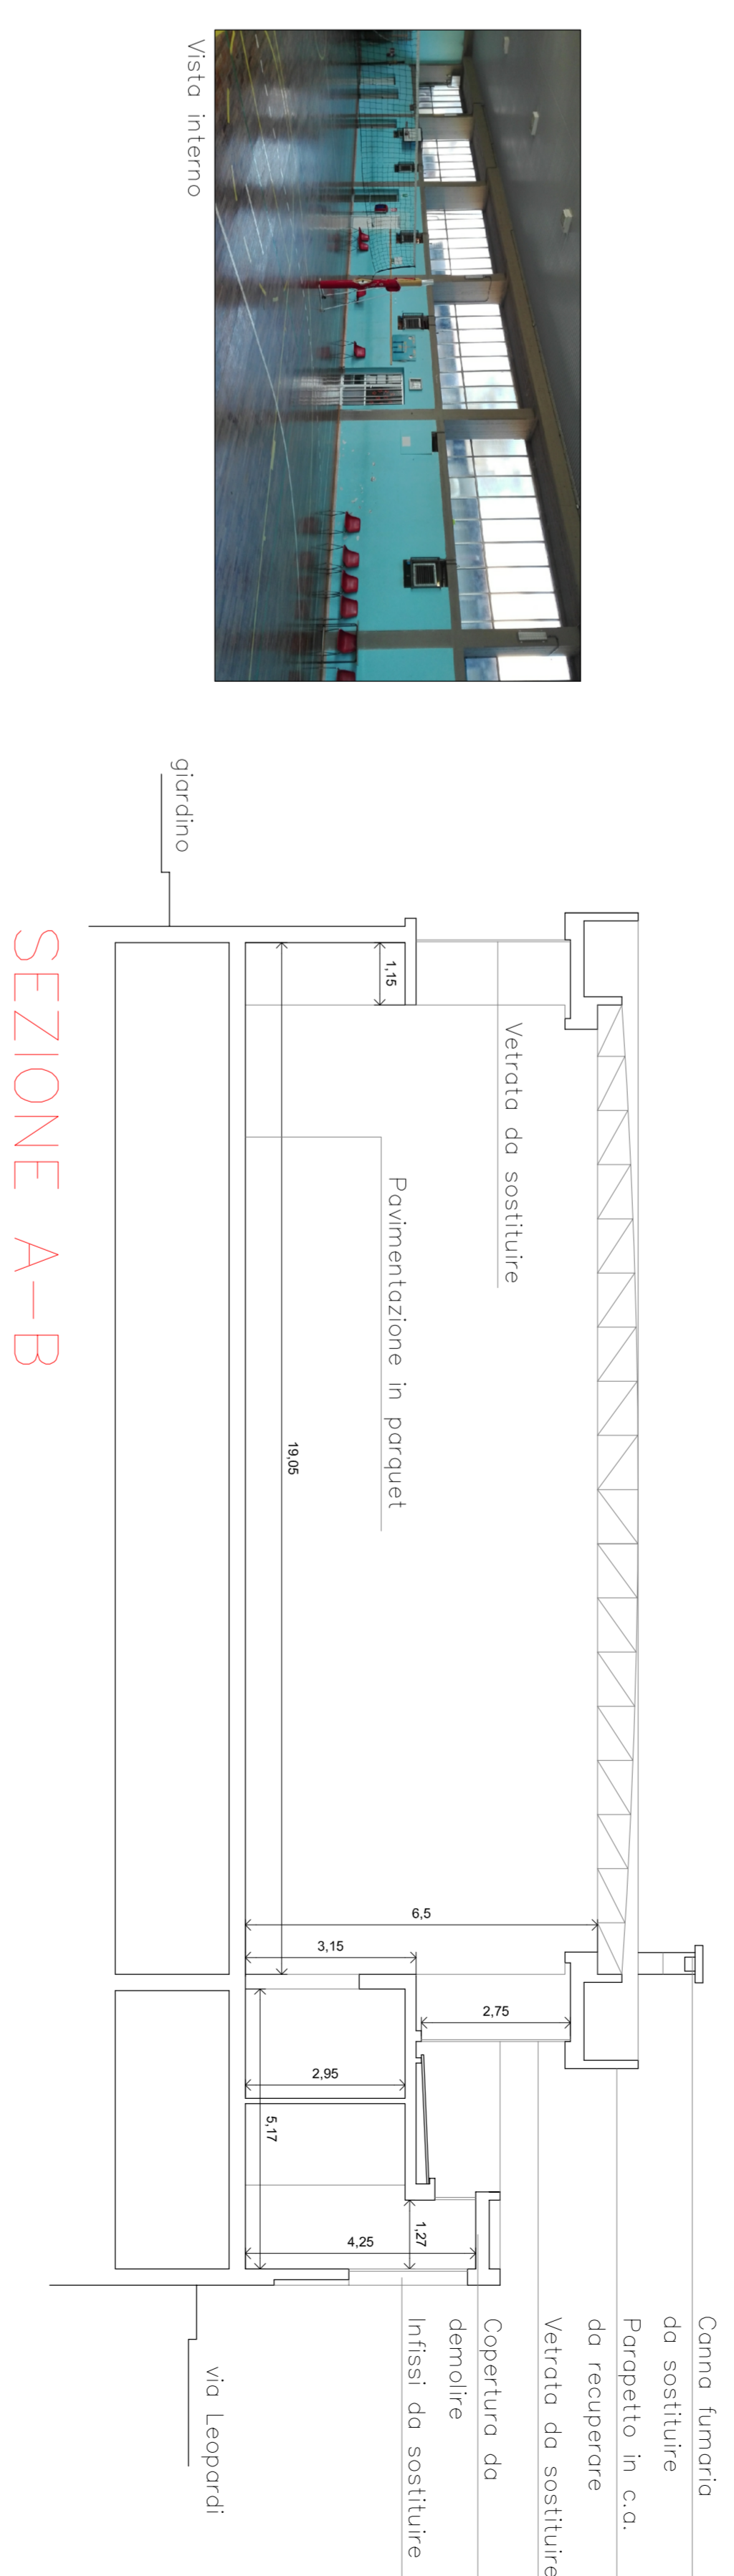 Vista interno
Canna fumaria
da sostituire
Parapetto in c.a.
da recuperare
Vetrata da sostituire
Copertura da
demolire
Infissi da sostituire
Vetrata da sostituire
Pavimentazione in parquet
1,15
19,05
6,5
3,15
2,75
2,95
5,17
1,27
4,25
giardino
via Leopardi
SEZIONE A-B